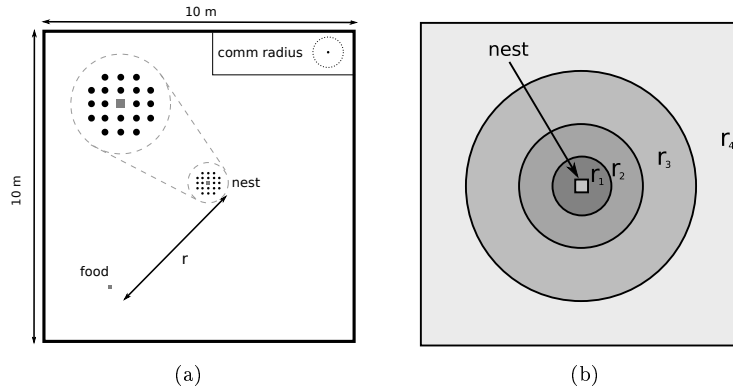 10 m
comm radius
10 m
nest
r
food
(a)
nest
r₁
r₂
r₃
r₄
(b)